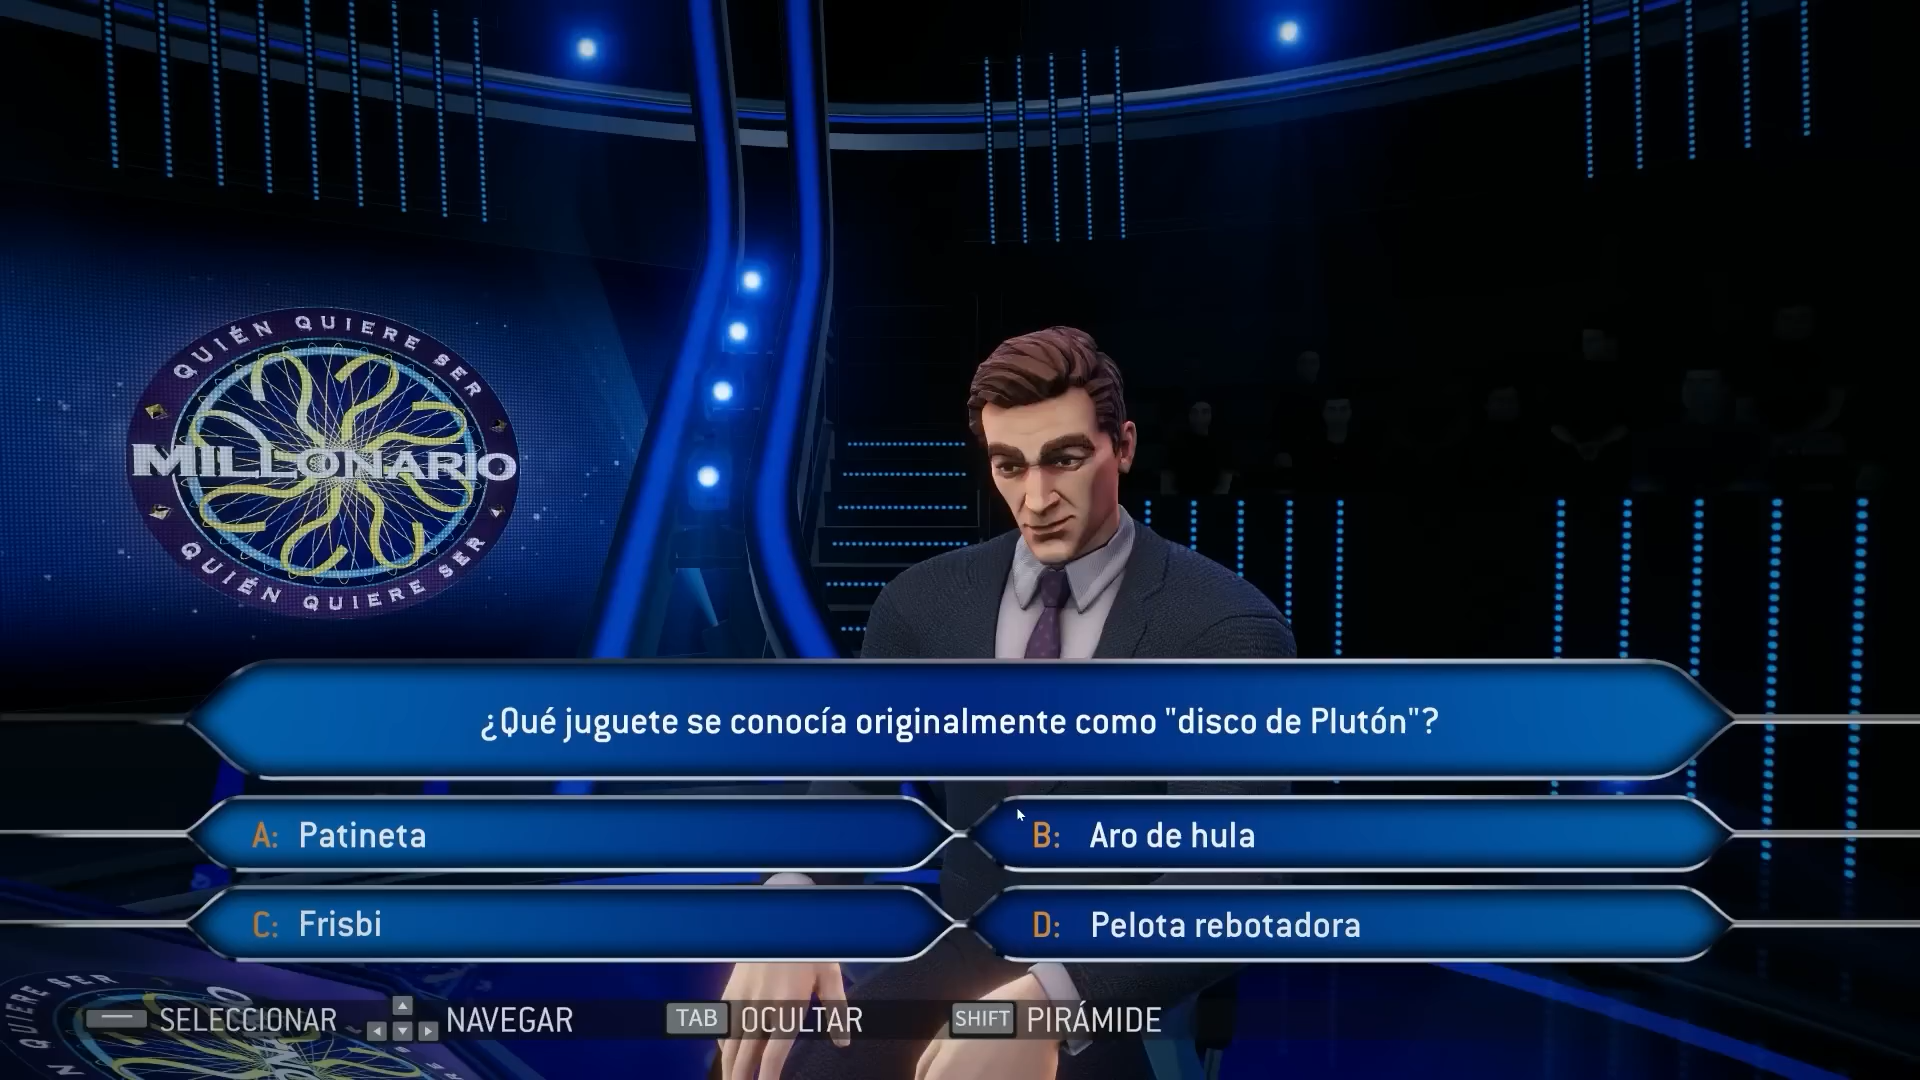 QUIÉN QUIERE SER
MILLONARIO
QUIÉN QUIERE SER
¿Qué juguete se conocía originalmente como "disco de Plutón"?
A: Patineta
B: Aro de hula
C: Frisbi
D: Pelota rebotadora
SELECCIONAR
NAVEGAR
TAB OCULTAR
SHIFT PIRÁMIDE